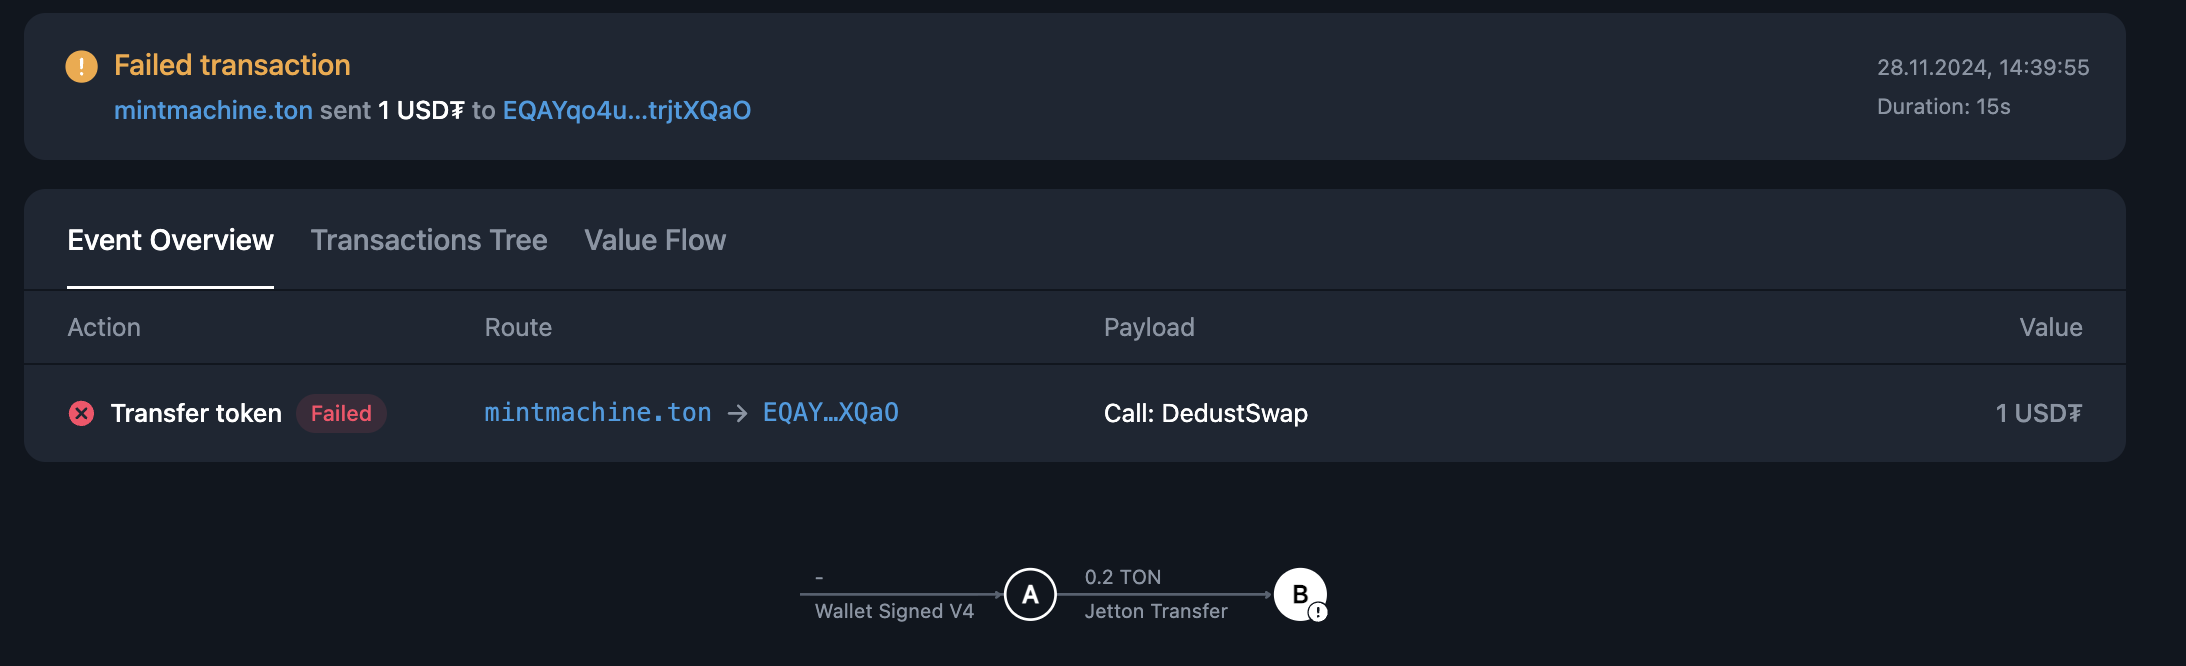 Failed transaction
mintmachine.ton sent 1 USD₮ to EQAYqo4u...trjtXQaO
28.11.2024, 14:39:55
Duration: 15s
Event Overview Transactions Tree Value Flow
Action Route Payload Value
Transfer token Failed mintmachine.ton → EQAY…XQaO Call: DedustSwap 1 USD₮
- 0.2 TON
A B
Wallet Signed V4 Jetton Transfer